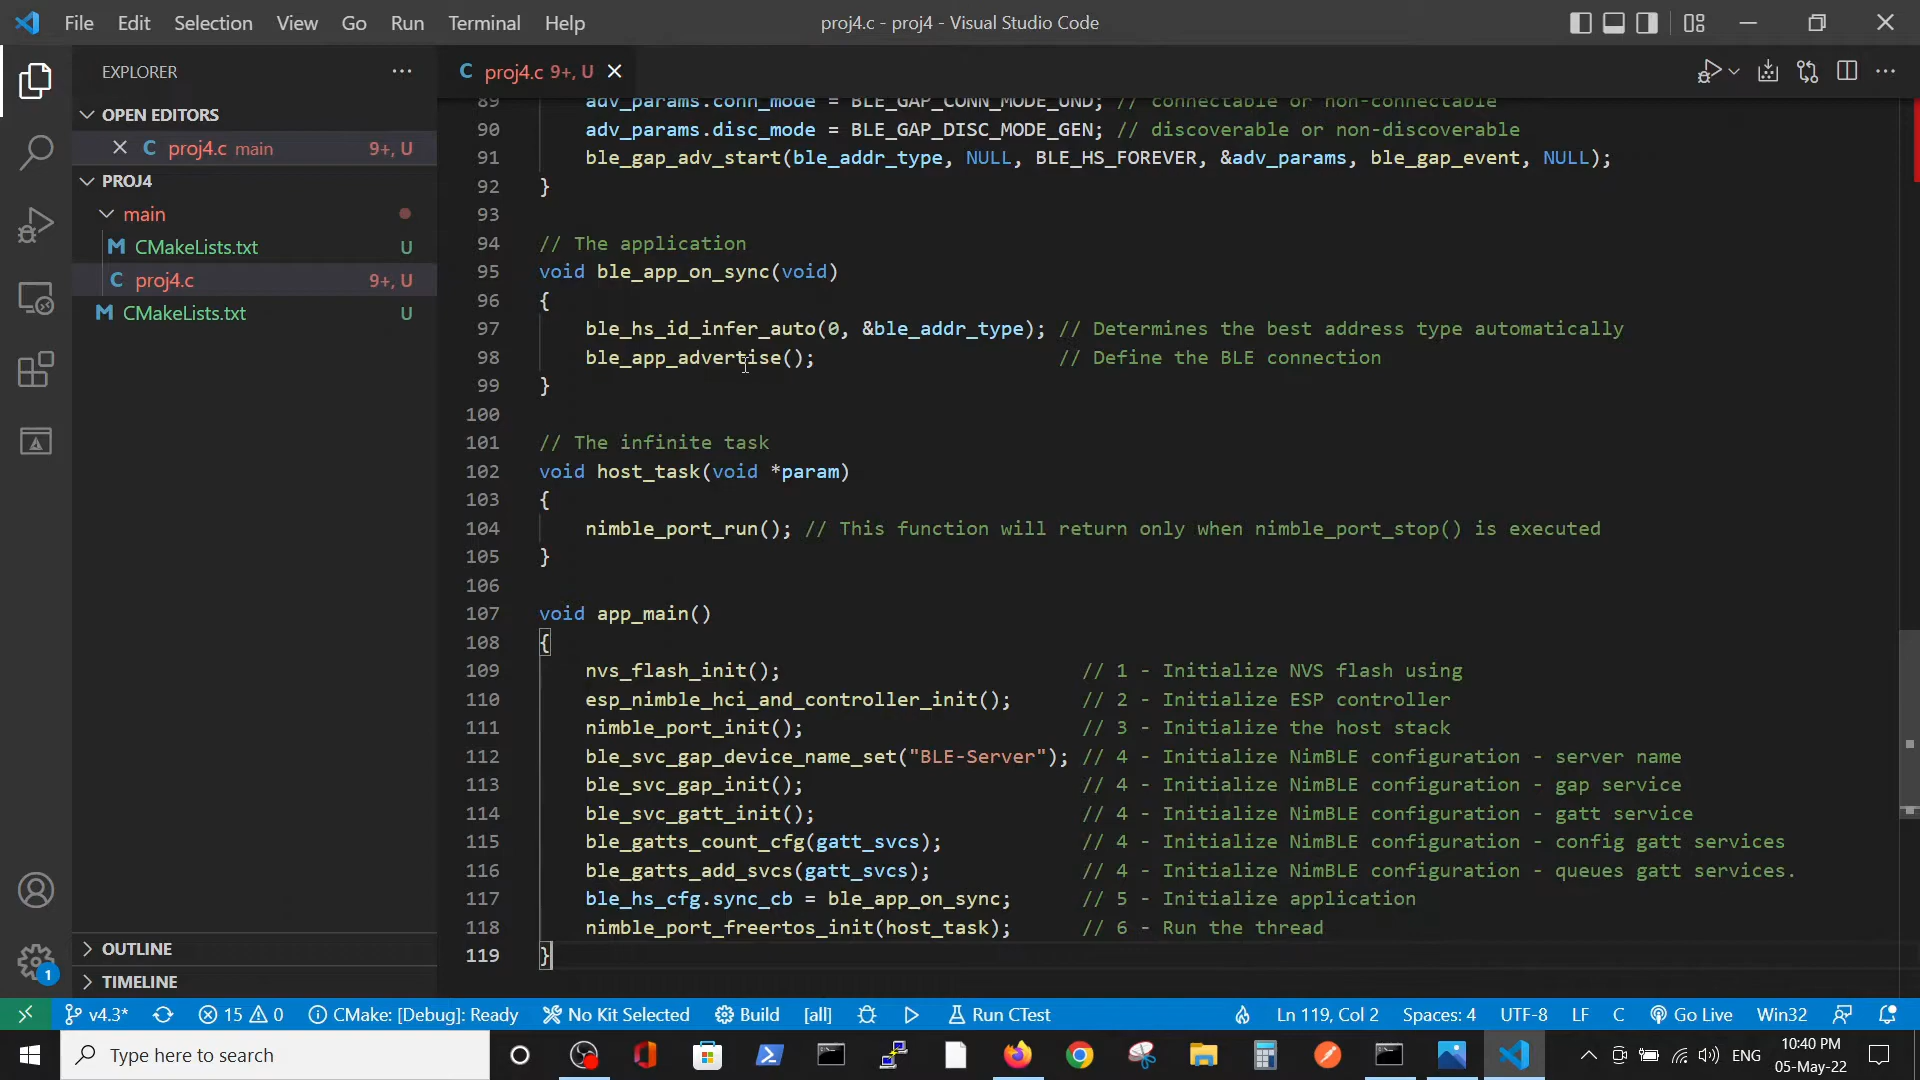 File Edit Selection View Go Run Terminal Help
proj4.c - proj4 - Visual Studio Code
EXPLORER
OPEN EDITORS
proj4.c main 9+, U
PROJ4
main
CMakeLists.txt U
proj4.c 9+, U
CMakeLists.txt U
OUTLINE
TIMELINE
proj4.c 9+, U
89 adv_params.conn_mode = BLE_GAP_CONN_MODE_UND; // connectable or non-connectable
90 adv_params.disc_mode = BLE_GAP_DISC_MODE_GEN; // discoverable or non-discoverable
91 ble_gap_adv_start(ble_addr_type, NULL, BLE_HS_FOREVER, &adv_params, ble_gap_event, NULL);
92 }
93
94 // The application
95 void ble_app_on_sync(void)
96 {
97 ble_hs_id_infer_auto(0, &ble_addr_type); // Determines the best address type automatically
98 ble_app_advertise(); // Define the BLE connection
99 }
100
101 // The infinite task
102 void host_task(void *param)
103 {
104 nimble_port_run(); // This function will return only when nimble_port_stop() is executed
105 }
106
107 void app_main()
108 {
109 nvs_flash_init(); // 1 - Initialize NVS flash using
110 esp_nimble_hci_and_controller_init(); // 2 - Initialize ESP controller
111 nimble_port_init(); // 3 - Initialize the host stack
112 ble_svc_gap_device_name_set("BLE-Server"); // 4 - Initialize NimBLE configuration - server name
113 ble_svc_gap_init(); // 4 - Initialize NimBLE configuration - gap service
114 ble_svc_gatt_init(); // 4 - Initialize NimBLE configuration - gatt service
115 ble_gatts_count_cfg(gatt_svcs); // 4 - Initialize NimBLE configuration - config gatt services
116 ble_gatts_add_svcs(gatt_svcs); // 4 - Initialize NimBLE configuration - queues gatt services.
117 ble_hs_cfg.sync_cb = ble_app_on_sync; // 5 - Initialize application
118 nimble_port_freertos_init(host_task); // 6 - Run the thread
119 }
1
v4.3* 15 0 CMake: [Debug]: Ready No Kit Selected Build [all] Run CTest Ln 119, Col 2 Spaces: 4 UTF-8 LF C Go Live Win32
Type here to search
ENG
10:40 PM
05-May-22